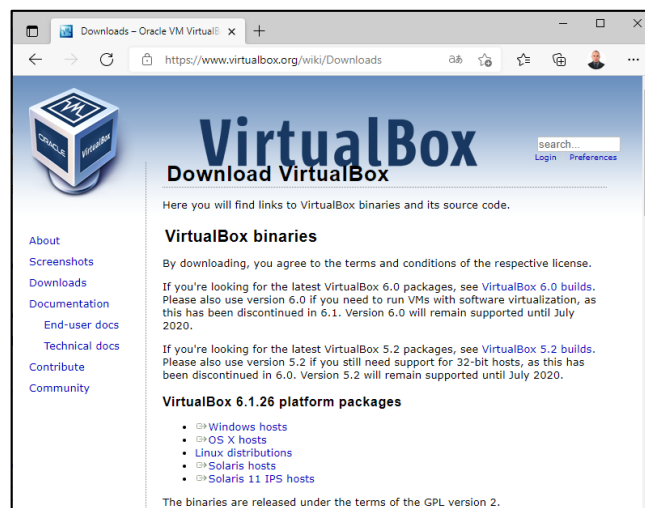 Downloads – Oracle VM VirtualB
https://www.virtualbox.org/wiki/Downloads
ORACLE
VirtualBox
VirtualBox
search...
Login Preferences
Download VirtualBox
Here you will find links to VirtualBox binaries and its source code.
About
Screenshots
Downloads
Documentation
End-user docs
Technical docs
Contribute
Community
VirtualBox binaries
By downloading, you agree to the terms and conditions of the respective license.
If you're looking for the latest VirtualBox 6.0 packages, see VirtualBox 6.0 builds.
Please also use version 6.0 if you need to run VMs with software virtualization, as
this has been discontinued in 6.1. Version 6.0 will remain supported until July
2020.
If you're looking for the latest VirtualBox 5.2 packages, see VirtualBox 5.2 builds.
Please also use version 5.2 if you still need support for 32-bit hosts, as this has
been discontinued in 6.0. Version 5.2 will remain supported until July 2020.
VirtualBox 6.1.26 platform packages
Windows hosts
OS X hosts
Linux distributions
Solaris hosts
Solaris 11 IPS hosts
The binaries are released under the terms of the GPL version 2.